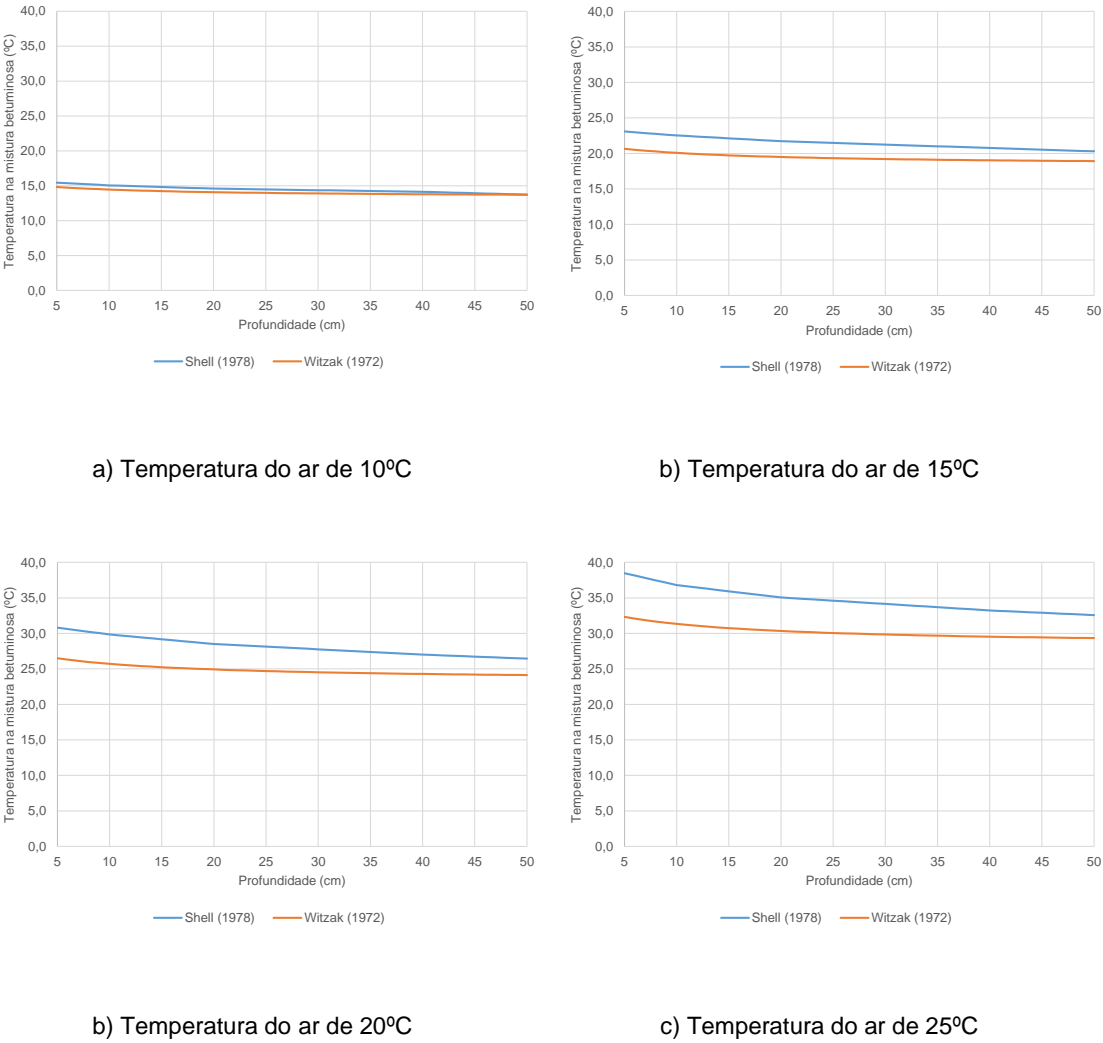 40,0
35,0
30,0
25,0
20,0
15,0
10,0
5,0
0,0
Temperatura na mistura betuminosa (ºC)
5 10 15 20 25 30 35 40 45 50
Profundidade (cm)
Shell (1978) Witzak (1972)
a) Temperatura do ar de 10ºC
40,0
35,0
30,0
25,0
20,0
15,0
10,0
5,0
0,0
Temperatura na mistura betuminosa (ºC)
5 10 15 20 25 30 35 40 45 50
Profundidade (cm)
Shell (1978) Witzak (1972)
b) Temperatura do ar de 15ºC
40,0
35,0
30,0
25,0
20,0
15,0
10,0
5,0
0,0
Temperatura na mistura betuminosa (ºC)
5 10 15 20 25 30 35 40 45 50
Profundidade (cm)
Shell (1978) Witzak (1972)
b) Temperatura do ar de 20ºC
40,0
35,0
30,0
25,0
20,0
15,0
10,0
5,0
0,0
Temperatura na mistura betuminosa (ºC)
5 10 15 20 25 30 35 40 45 50
Profundidade (cm)
Shell (1978) Witzak (1972)
c) Temperatura do ar de 25ºC